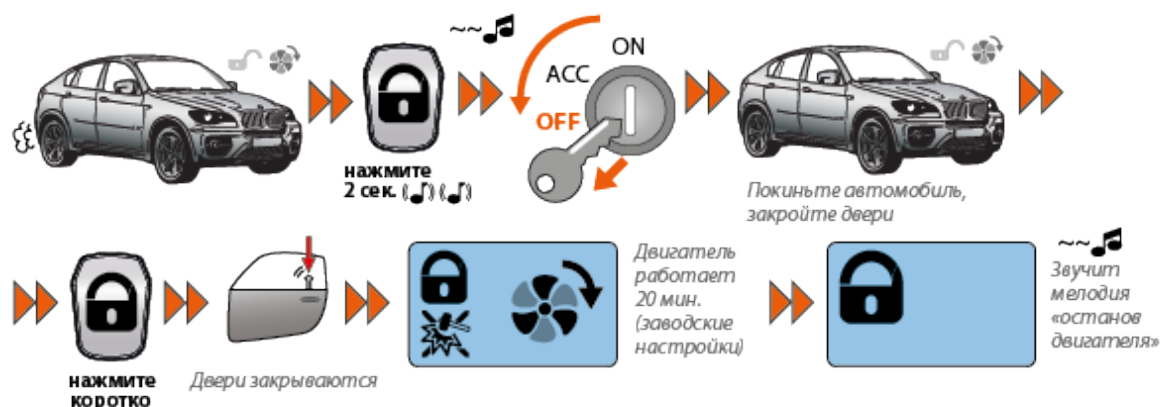 ON
ACC
OFF
нажмите
2 сек.
Покиньте автомобиль,
закройте двери
нажмите
коротко
Двери закрываются
Двигатель
работает
20 мин.
(заводские
настройки)
Звучит
мелодия
«останов
двигателя»